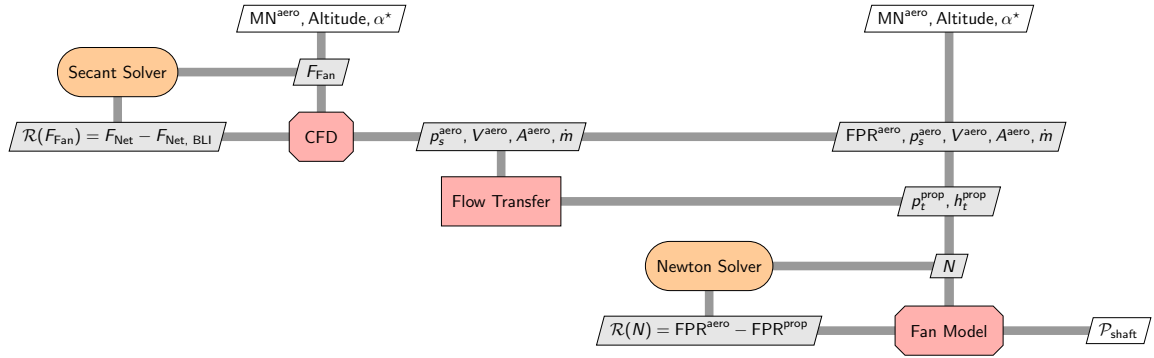 MN^aero, Altitude, α* MN^aero, Altitude, α*
Secant Solver F_Fan
R(F_Fan) = F_Net − F_Net, BLI CFD p_s^aero, V^aero, A^aero, ṁ FPR^aero, p_s^aero, V^aero, A^aero, ṁ
Flow Transfer p_t^prop, h_t^prop
Newton Solver N
R(N) = FPR^aero − FPR^prop Fan Model P_shaft